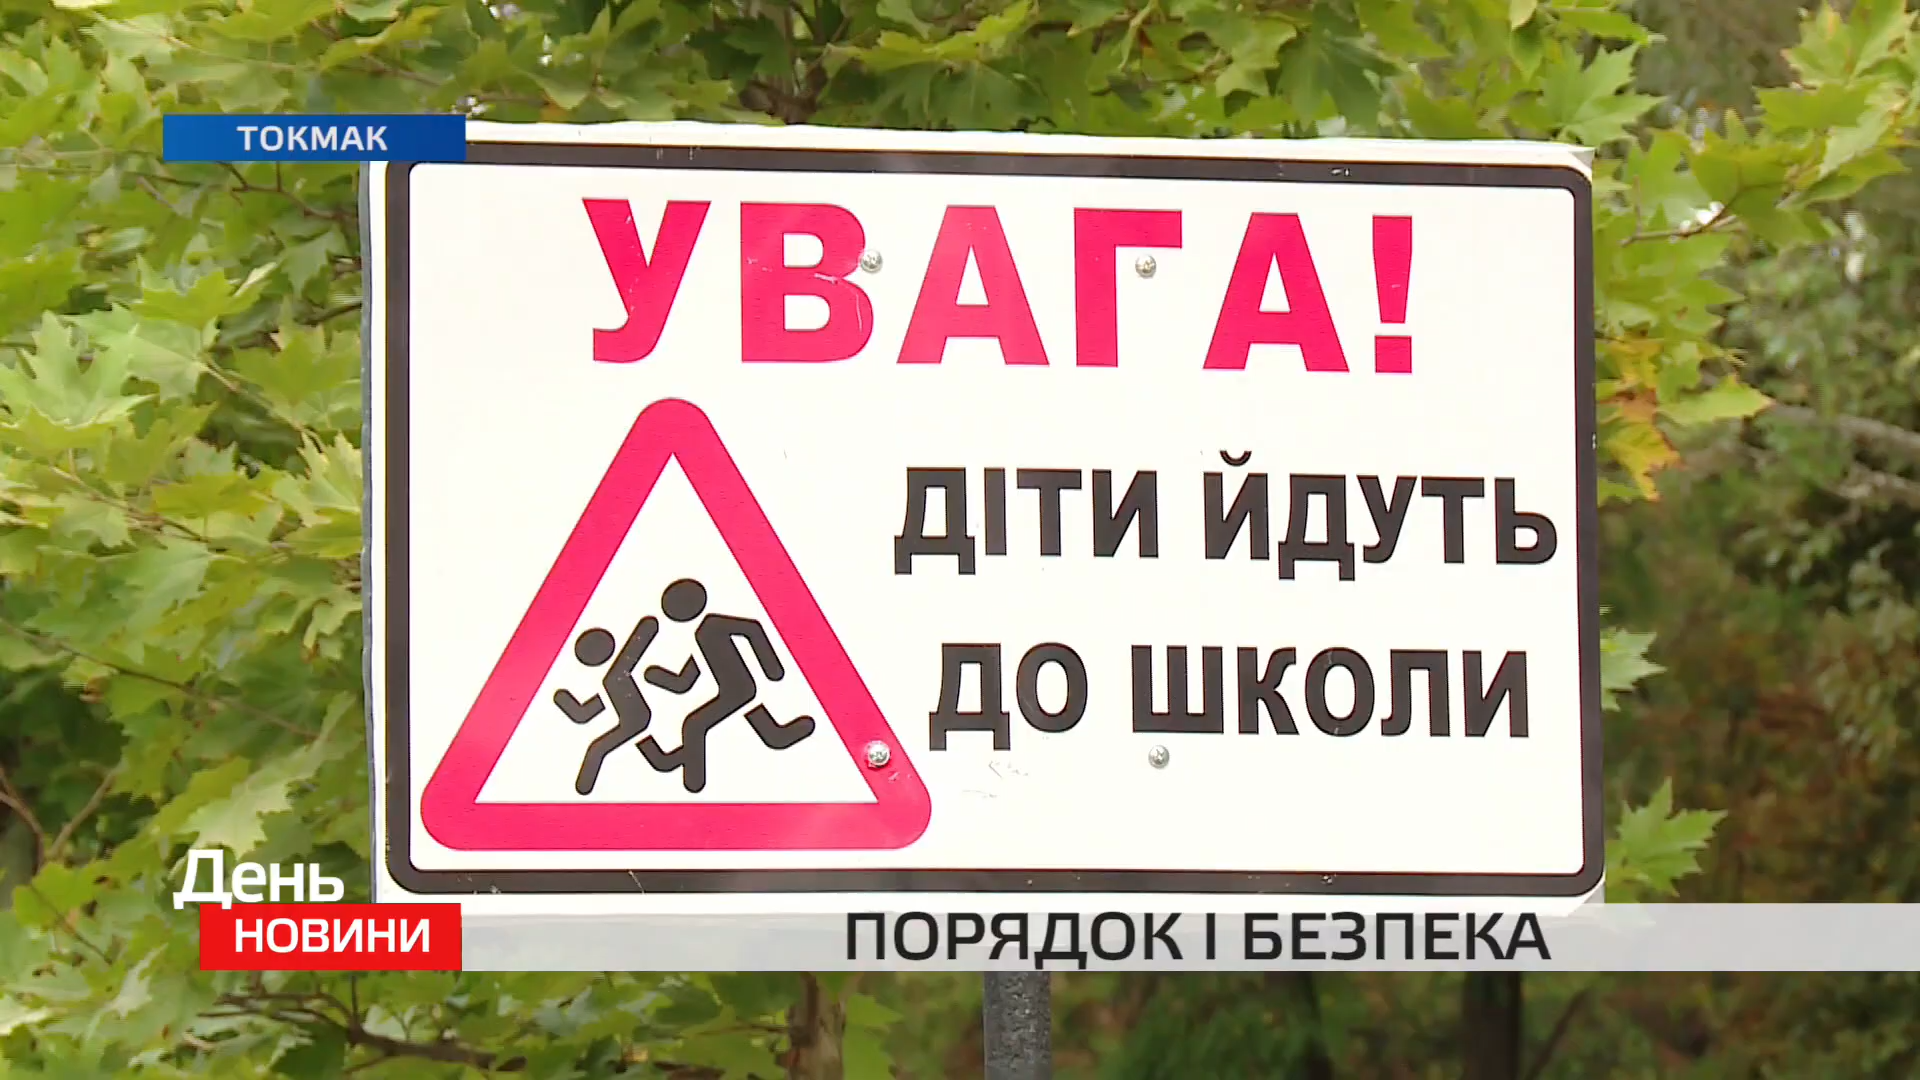 ТОКМАК
УВАГА!
ДІТИ ЙДУТЬ
ДО ШКОЛИ
День
НОВИНИ
ПОРЯДОК І БЕЗПЕКА